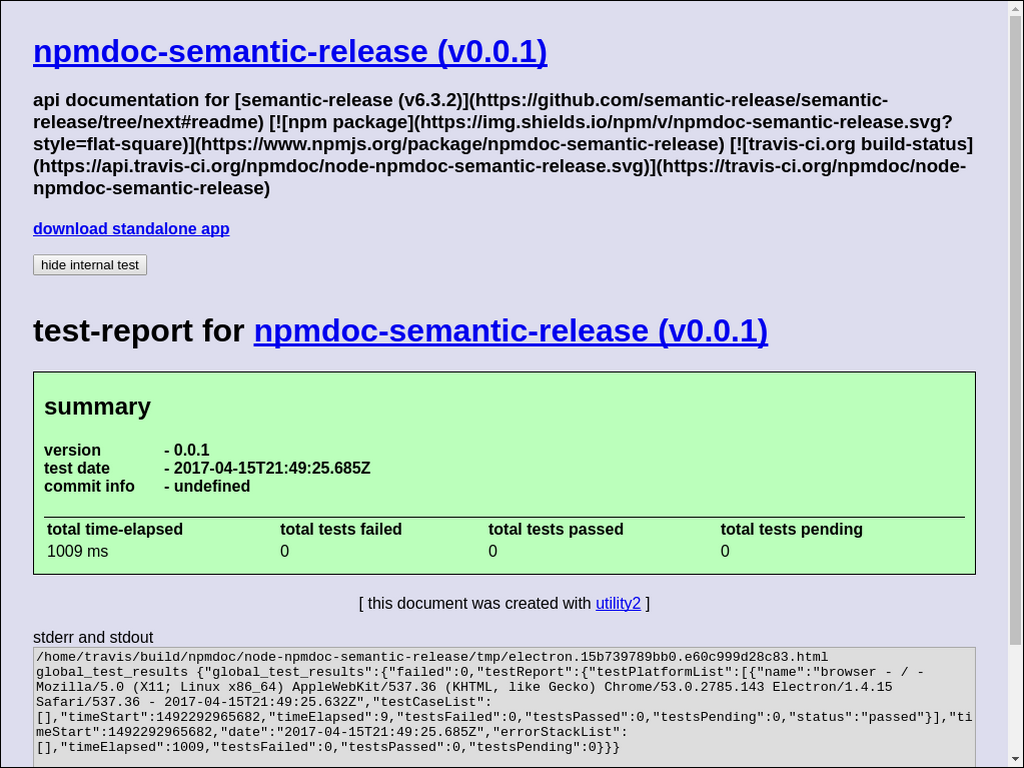 npmdoc-semantic-release (v0.0.1)
api documentation for [semantic-release (v6.3.2)](https://github.com/semantic-release/semantic-
release/tree/next#readme) [![npm package](https://img.shields.io/npm/v/npmdoc-semantic-release.svg?
style=flat-square)](https://www.npmjs.org/package/npmdoc-semantic-release) [![travis-ci.org build-status]
(https://api.travis-ci.org/npmdoc/node-npmdoc-semantic-release.svg)](https://travis-ci.org/npmdoc/node-
npmdoc-semantic-release)
download standalone app
hide internal test
test-report for npmdoc-semantic-release (v0.0.1)
summary
version - 0.0.1
test date - 2017-04-15T21:49:25.685Z
commit info - undefined
total time-elapsed total tests failed total tests passed total tests pending
1009 ms 0 0 0
[ this document was created with utility2 ]
stderr and stdout
/home/travis/build/npmdoc/node-npmdoc-semantic-release/tmp/electron.15b739789bb0.e60c999d28c83.html
global_test_results {"global_test_results":{"failed":0,"testReport":{"testPlatformList":[{"name":"browser - / -
Mozilla/5.0 (X11; Linux x86_64) AppleWebKit/537.36 (KHTML, like Gecko) Chrome/53.0.2785.143 Electron/1.4.15
Safari/537.36 - 2017-04-15T21:49:25.632Z","testCaseList":
[],"timeStart":1492292965682,"timeElapsed":9,"testsFailed":0,"testsPassed":0,"testsPending":0,"status":"passed"}],"ti
meStart":1492292965682,"date":"2017-04-15T21:49:25.685Z","errorStackList":
[],"timeElapsed":1009,"testsFailed":0,"testsPassed":0,"testsPending":0}}}